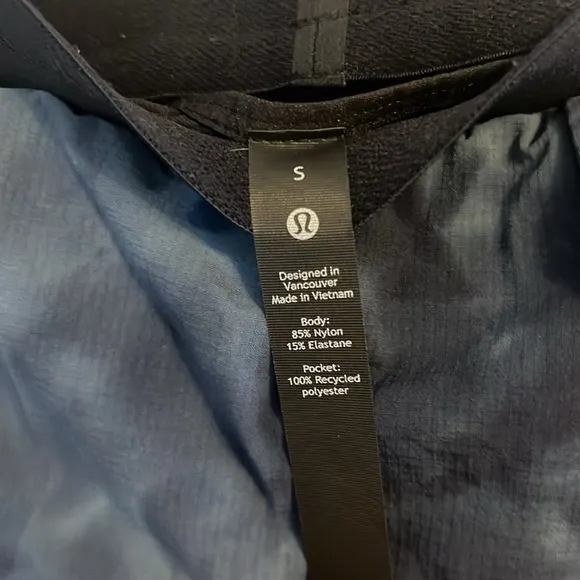 S
Designed in
Vancouver
Made in Vietnam
Body:
85% Nylon
15% Elastane
Pocket:
100% Recycled
polyester